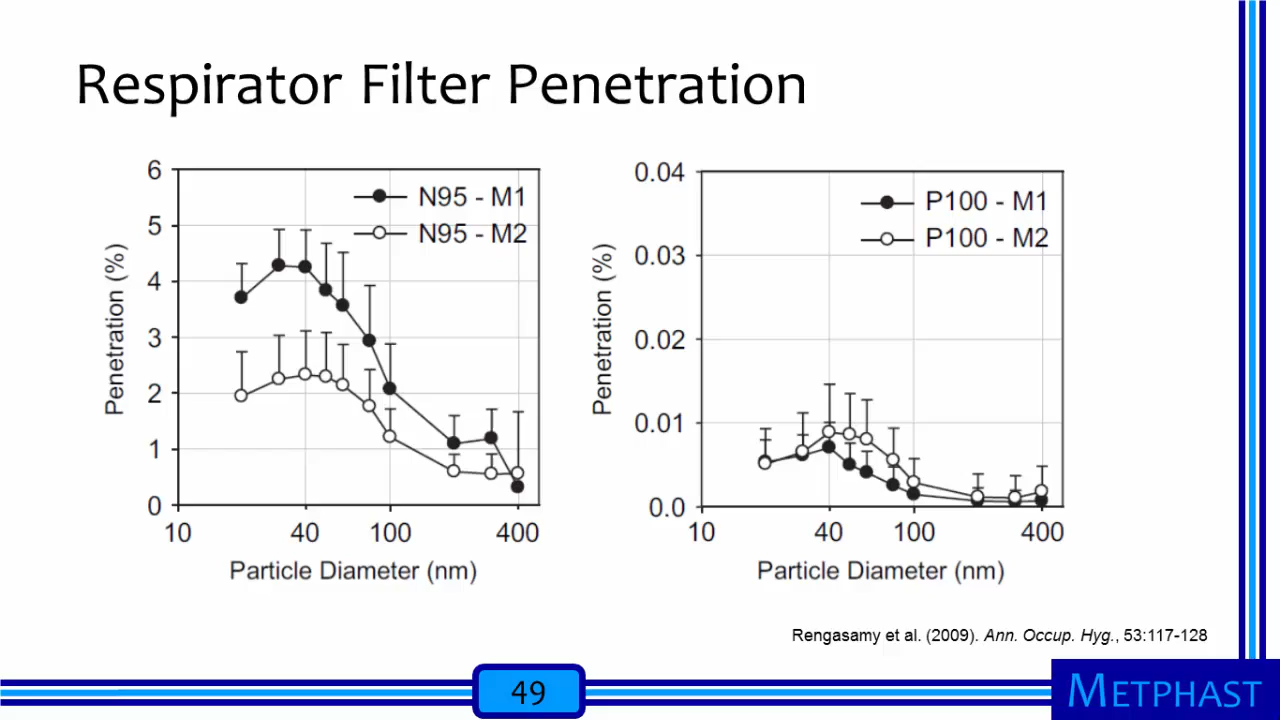 Respirator Filter Penetration
6
5
4
3
2
1
0
Penetration (%)
N95 - M1
N95 - M2
10
40
100
400
Particle Diameter (nm)
0.04
0.03
0.02
0.01
0.0
Penetration (%)
P100 - M1
P100 - M2
10
40
100
400
Particle Diameter (nm)
Rengasamy et al. (2009). Ann. Occup. Hyg., 53:117-128
49
METPHAST